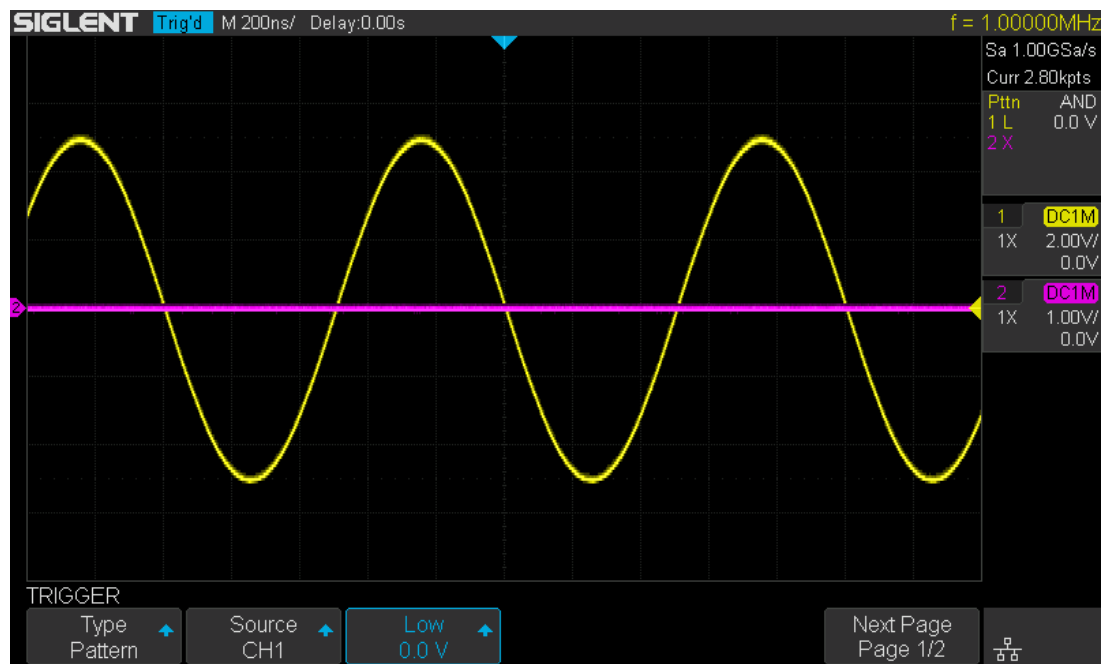 SIGLENT Trig'd M 200ns/ Delay:0.00s f = 1.00000MHz
Sa 1.00GSa/s
Curr 2.80kpts
Pttn AND
1 L 0.0 V
2 X
1 DC1M
1X 2.00V/
0.0V
2
2 DC1M
1X 1.00V/
0.0V
TRIGGER
Type Source Low Next Page
Pattern CH1 0.0 V Page 1/2